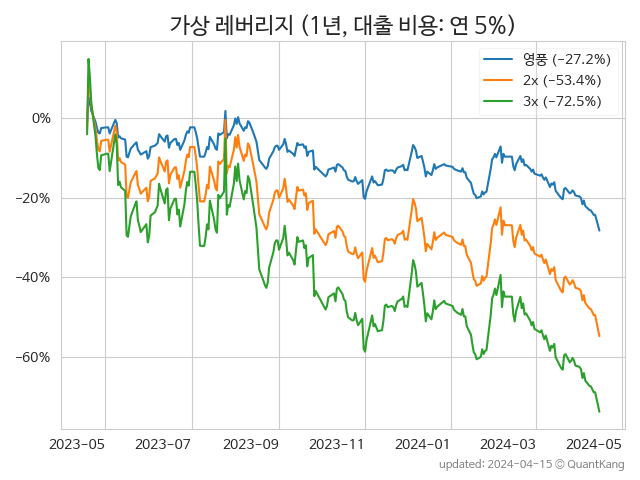 가상 레버리지 (1년, 대출 비용: 연 5%)
영풍 (-27.2%)
2x (-53.4%)
3x (-72.5%)
0%
-20%
-40%
-60%
2023-05 2023-07 2023-09 2023-11 2024-01 2024-03 2024-05
updated: 2024-04-15 © QuantKang